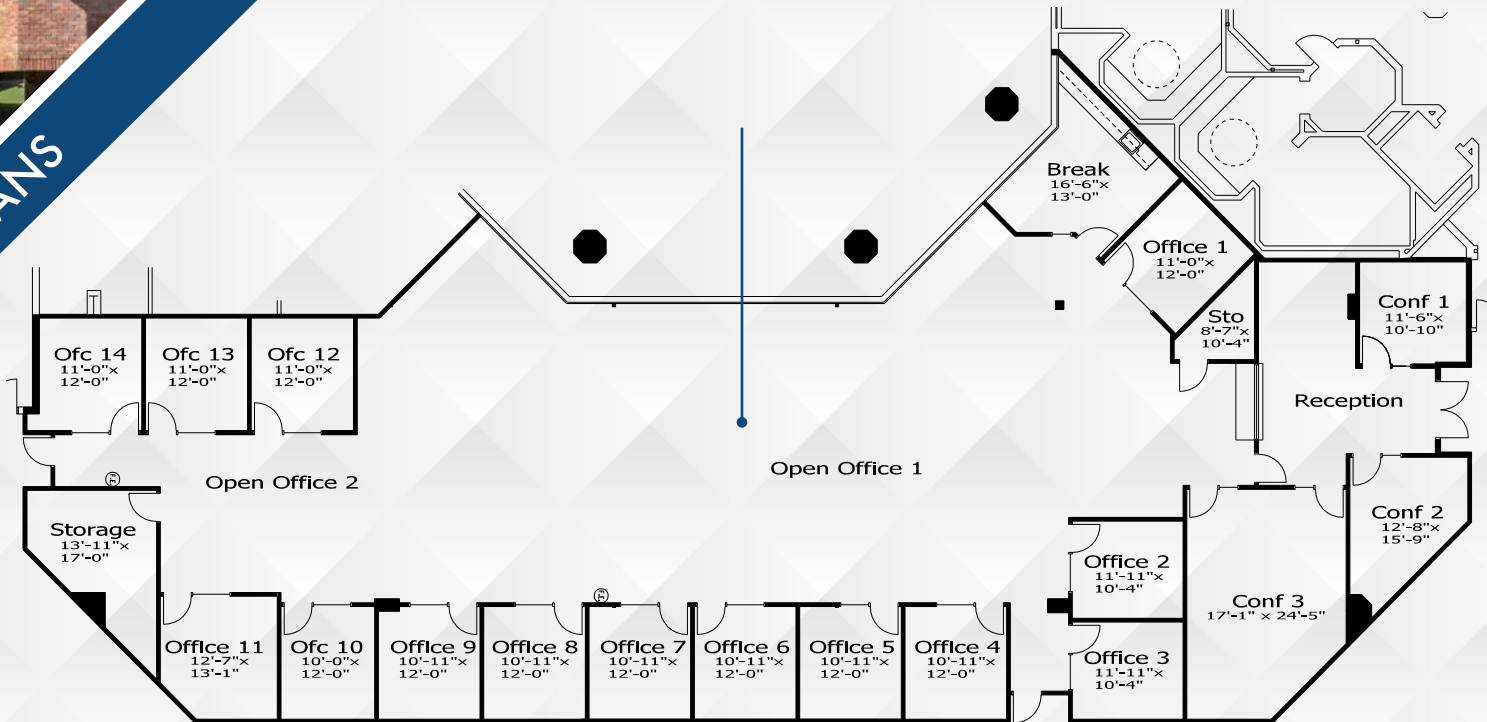 ANS
Break
16'-6"x
13'-0"
Office 1
11'-0"x
12'-0"
Sto
8'-7"x
10'-4"
Conf 1
11'-6"x
10'-10"
Ofc 14
11'-0"x
12'-0"
Ofc 13
11'-0"x
12'-0"
Ofc 12
11'-0"x
12'-0"
Reception
Open Office 2
Open Office 1
Storage
13'-11"x
17'-0"
Conf 2
12'-8"x
15'-9"
Office 2
11'-11"x
10'-4"
Conf 3
17'-1" x 24'-5"
Office 11
12'-7"x
13'-1"
Ofc 10
10'-0"x
12'-0"
Office 9
10'-11"x
12'-0"
Office 8
10'-11"x
12'-0"
Office 7
10'-11"x
12'-0"
Office 6
10'-11"x
12'-0"
Office 5
10'-11"x
12'-0"
Office 4
10'-11"x
12'-0"
Office 3
11'-11"x
10'-4"